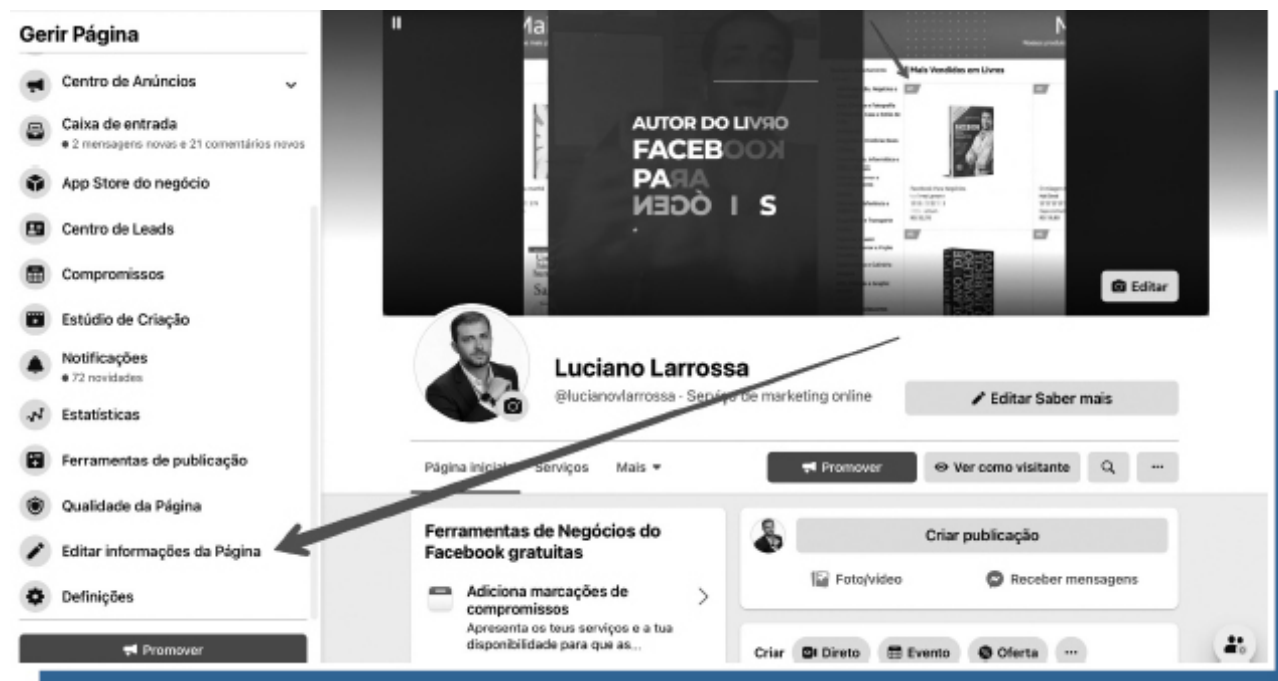 Gerir Página
Centro de Anúncios
Caixa de entrada
2 mensagens novas e 21 comentários novos
App Store do negócio
Centro de Leads
Compromissos
Estúdio de Criação
Notificações
72 novidades
Estatísticas
Ferramentas de publicação
Qualidade da Página
Editar informações da Página
Definições
Promover
Mais Vendidos em Livros
AUTOR DO LIVRO
FACEBOOK
PARA
NEGÓCIOS
Editar
Luciano Larrossa
@lucianovlarrossa · Serviço de marketing online
Editar Saber mais
Página inicial
Serviços
Mais
Promover
Ver como visitante
Ferramentas de Negócios do
Facebook gratuitas
Adiciona marcações de
compromissos
Apresenta os teus serviços e a tua
disponibilidade para que as...
Criar publicação
Foto/vídeo
Receber mensagens
Criar
Direto
Evento
Oferta